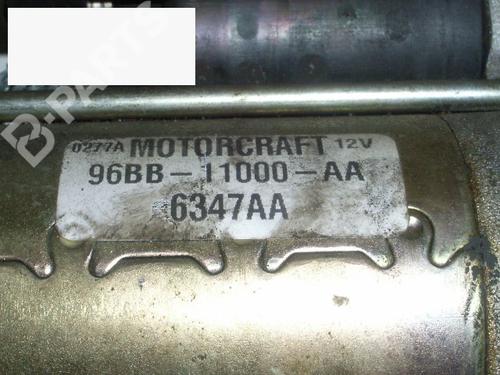 B-PARTS
0277A MOTORCRAFT 12V
96BB-11000-AA
6347AA